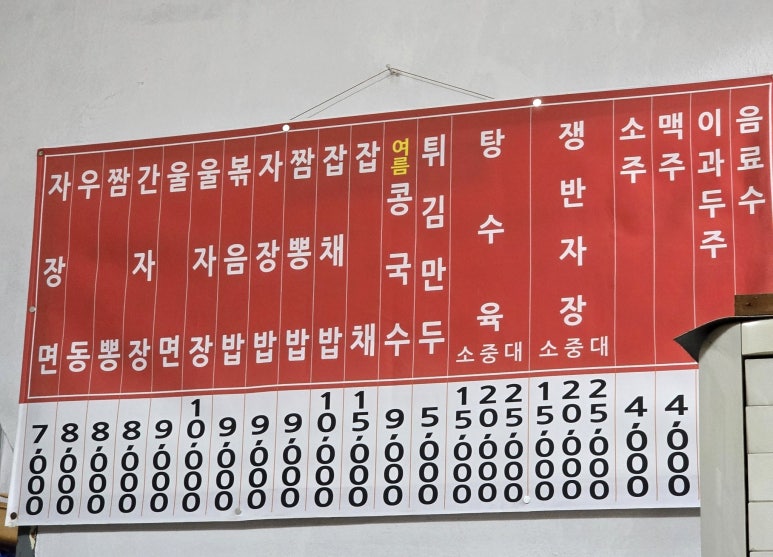 자장면 7,000
우동 8,000
짬뽕 8,000
간자장 8,000
울면 9,000
울자장 10,000
볶음밥 9,000
자장밥 9,000
짬뽕밥 9,000
잡채밥 10,000
잡채 15,000
여름 콩국수 9,000
튀김만두 5,000
탕수육 소중대 15,000 20,000 25,000
쟁반자장 소중대 15,000 20,000 25,000
소주 4,000
맥주 4,000
이과두주
음료수